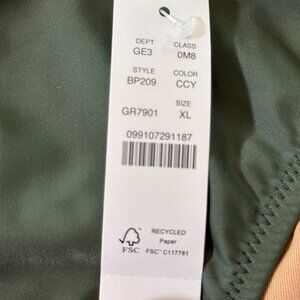 DEPT CLASS
GE3 0M8
STYLE COLOR
BP209 CCY
SIZE
GR7901 XL
099107291187
RECYCLED
Paper
FSC FSC® C117781